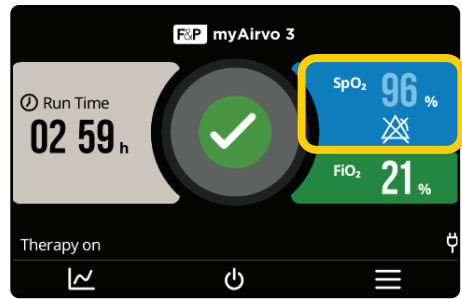 F&P myAirvo 3
Run Time
02 59 h
SpO₂ 96 %
FiO₂ 21 %
Therapy on